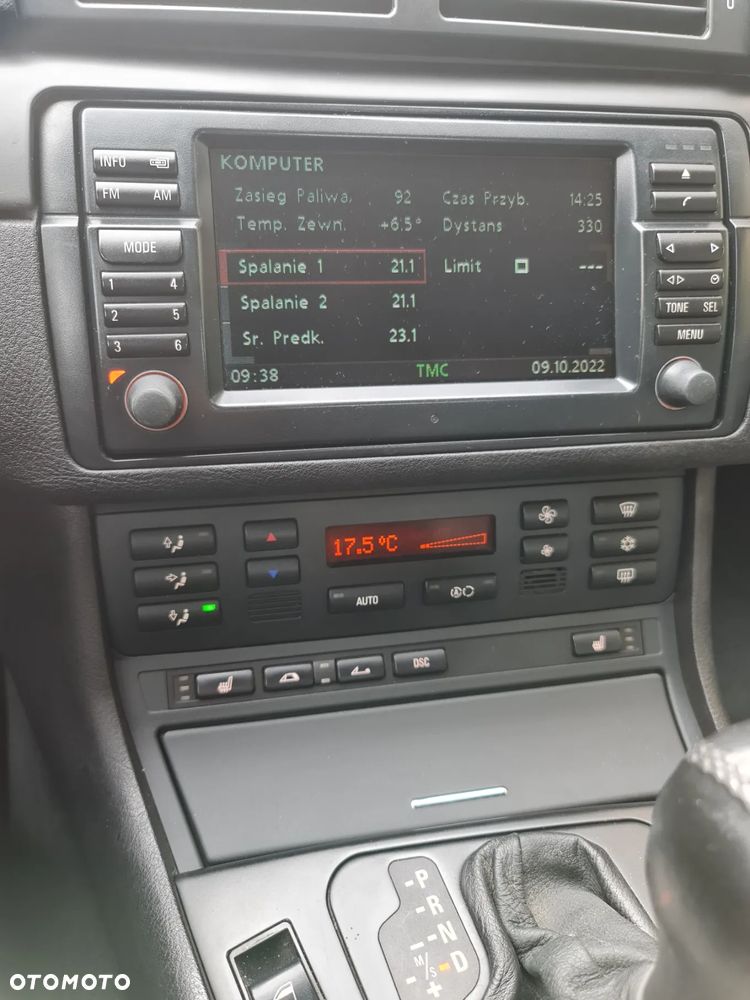 0
INFO
FM AM
MODE
1 4
2 5
3 6
KOMPUTER
Zasieg Paliwa. 92 Czas Przyb. 14:25
Temp. Zewn. +6.5° Dystans 330
Spalanie 1 21.1 Limit ---
Spalanie 2 21.1
Sr. Predk. 23.1
09:38 TMC 09.10.2022
TONE SEL
MENU
17.5°C
AUTO
A
DSC
P
R
N
M/S D
+
OTOMOTO